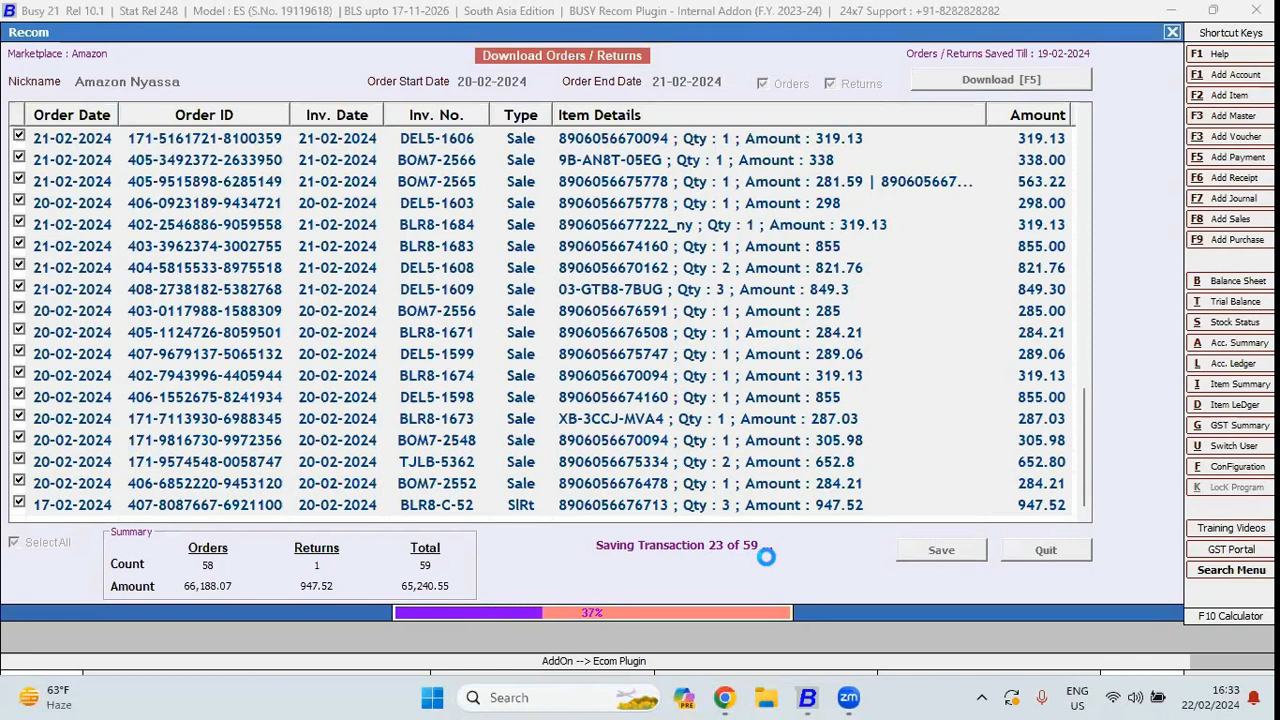 Busy 21 Rel 10.1 | Stat Rel 248 | Model : ES (S.No. 19119618) | BLS upto 17-11-2025 | South Asia Edition | BUSY Recom Plugin - Internal Addon (F.Y. 2023-24) | 24x7 Support : +91-8282828282
Recom
Marketplace : Amazon
Download Orders / Returns
Orders / Returns Saved Till : 19-02-2024
Nickname Amazon Nyassa Order Start Date 20-02-2024 Order End Date 21-02-2024 Orders Returns Download [F5]
Order Date Order ID Inv. Date Inv. No. Type Item Details Amount
21-02-2024 171-5161721-8100359 21-02-2024 DEL5-1606 Sale 8906056670094 ; Qty : 1 ; Amount : 319.13 319.13
21-02-2024 405-3492372-2633950 21-02-2024 BOM7-2566 Sale 9B-AN8T-05EG ; Qty : 1 ; Amount : 338 338.00
21-02-2024 405-9515898-6285149 21-02-2024 BOM7-2565 Sale 8906056675778 ; Qty : 1 ; Amount : 281.59 | 890605667... 563.22
20-02-2024 406-0923189-9434721 21-02-2024 DEL5-1603 Sale 8906056675778 ; Qty : 1 ; Amount : 298 298.00
21-02-2024 402-2546886-9059558 21-02-2024 BLR8-1684 Sale 8906056677222_ny ; Qty : 1 ; Amount : 319.13 319.13
21-02-2024 403-3962374-3002755 21-02-2024 BLR8-1683 Sale 8906056674160 ; Qty : 1 ; Amount : 855 855.00
21-02-2024 404-5815533-8975518 21-02-2024 DEL5-1608 Sale 8906056670162 ; Qty : 2 ; Amount : 821.76 821.76
21-02-2024 408-2738182-5382768 21-02-2024 DEL5-1609 Sale 03-GTB8-7BUG ; Qty : 3 ; Amount : 849.3 849.30
20-02-2024 403-0117988-1588309 20-02-2024 BOM7-2556 Sale 8906056676591 ; Qty : 1 ; Amount : 285 285.00
20-02-2024 405-1124726-8059501 20-02-2024 BLR8-1671 Sale 8906056676508 ; Qty : 1 ; Amount : 284.21 284.21
20-02-2024 407-9679137-5065132 20-02-2024 DEL5-1599 Sale 8906056675747 ; Qty : 1 ; Amount : 289.06 289.06
20-02-2024 402-7943996-4405944 20-02-2024 BLR8-1674 Sale 8906056670094 ; Qty : 1 ; Amount : 319.13 319.13
20-02-2024 406-1552675-8241934 20-02-2024 DEL5-1598 Sale 8906056674160 ; Qty : 1 ; Amount : 855 855.00
20-02-2024 171-7113930-6988345 20-02-2024 BLR8-1673 Sale XB-3CCJ-MVA4 ; Qty : 1 ; Amount : 287.03 287.03
20-02-2024 171-9816730-9972356 20-02-2024 BOM7-2548 Sale 8906056670094 ; Qty : 1 ; Amount : 305.98 305.98
20-02-2024 171-9574548-0058747 20-02-2024 TJLB-5362 Sale 8906056675334 ; Qty : 2 ; Amount : 652.8 652.80
20-02-2024 406-6852220-9453120 20-02-2024 BOM7-2552 Sale 8906056676478 ; Qty : 1 ; Amount : 284.21 284.21
17-02-2024 407-8087667-6921100 20-02-2024 BLR8-C-52 SlRt 8906056676713 ; Qty : 3 ; Amount : 947.52 947.52
Select All
Summary
Orders Returns Total
Count 58 1 59
Amount 66,188.07 947.52 65,240.55
Saving Transaction 23 of 59
Save Quit
37%
AddOn --> Ecom Plugin
Shortcut Keys
F1 Help
F1 Add Account
F2 Add Item
F3 Add Master
F3 Add Voucher
F5 Add Payment
F6 Add Receipt
F7 Add Journal
F8 Add Sales
F9 Add Purchase
B Balance Sheet
T Trial Balance
S Stock Status
A Acc. Summary
L Acc. Ledger
I Item Summary
D Item LeDger
G GST Summary
U Switch User
F Configuration
K LocK Program
Training Videos
GST Portal
Search Menu
F10 Calculator
63°F
Haze
Search
PRE
zm
ENG
US
16:33
22/02/2024